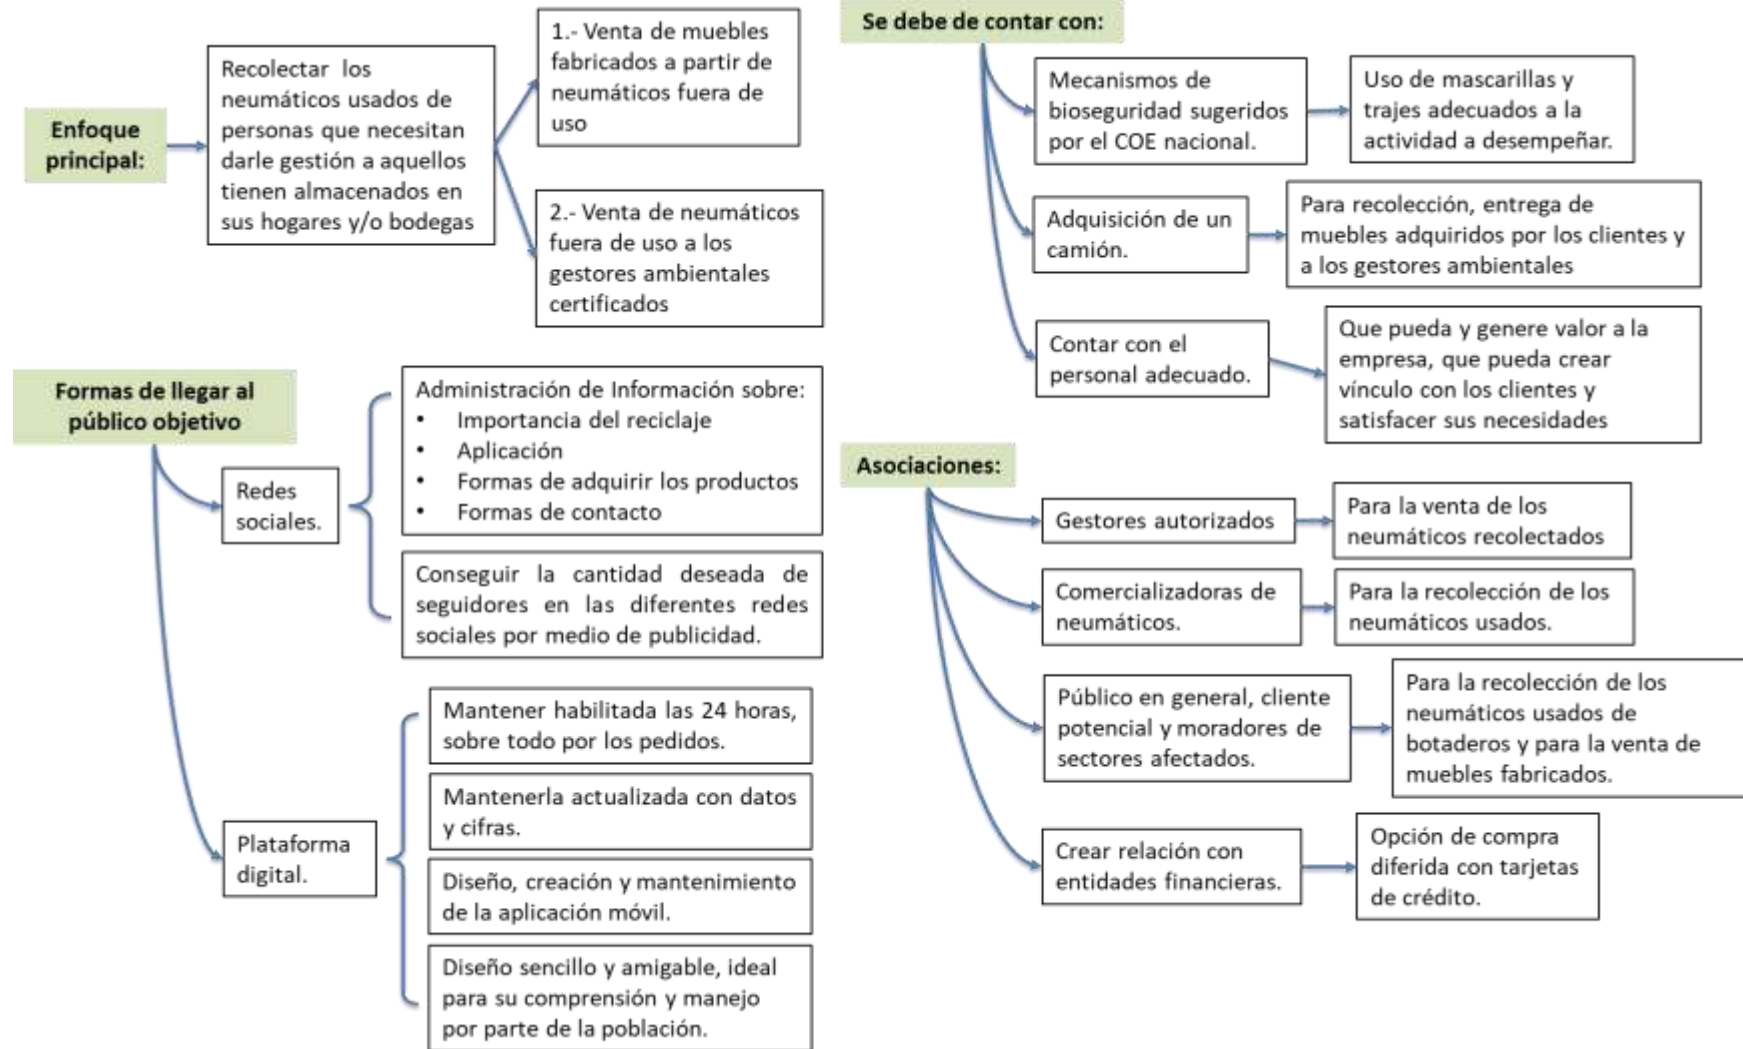 Enfoque
principal:
Recolectar los
neumáticos usados de
personas que necesitan
darle gestión a aquellos
tienen almacenados en
sus hogares y/o bodegas
1.- Venta de muebles
fabricados a partir de
neumáticos fuera de
uso
2.- Venta de neumáticos
fuera de uso a los
gestores ambientales
certificados
Formas de llegar al
público objetivo
Redes
sociales.
Administración de Información sobre:
• Importancia del reciclaje
• Aplicación
• Formas de adquirir los productos
• Formas de contacto
Conseguir la cantidad deseada de
seguidores en las diferentes redes
sociales por medio de publicidad.
Plataforma
digital.
Mantener habilitada las 24 horas,
sobre todo por los pedidos.
Mantenerla actualizada con datos
y cifras.
Diseño, creación y mantenimiento
de la aplicación móvil.
Diseño sencillo y amigable, ideal
para su comprensión y manejo
por parte de la población.
Se debe de contar con:
Mecanismos de
bioseguridad sugeridos
por el COE nacional.
Uso de mascarillas y
trajes adecuados a la
actividad a desempeñar.
Adquisición de un
camión.
Para recolección, entrega de
muebles adquiridos por los clientes y
a los gestores ambientales
Contar con el
personal adecuado.
Que pueda y genere valor a la
empresa, que pueda crear
vínculo con los clientes y
satisfacer sus necesidades
Asociaciones:
Gestores autorizados
Para la venta de los
neumáticos recolectados
Comercializadoras de
neumáticos.
Para la recolección de los
neumáticos usados.
Público en general, cliente
potencial y moradores de
sectores afectados.
Para la recolección de los
neumáticos usados de
botaderos y para la venta de
muebles fabricados.
Crear relación con
entidades financieras.
Opción de compra
diferida con tarjetas
de crédito.